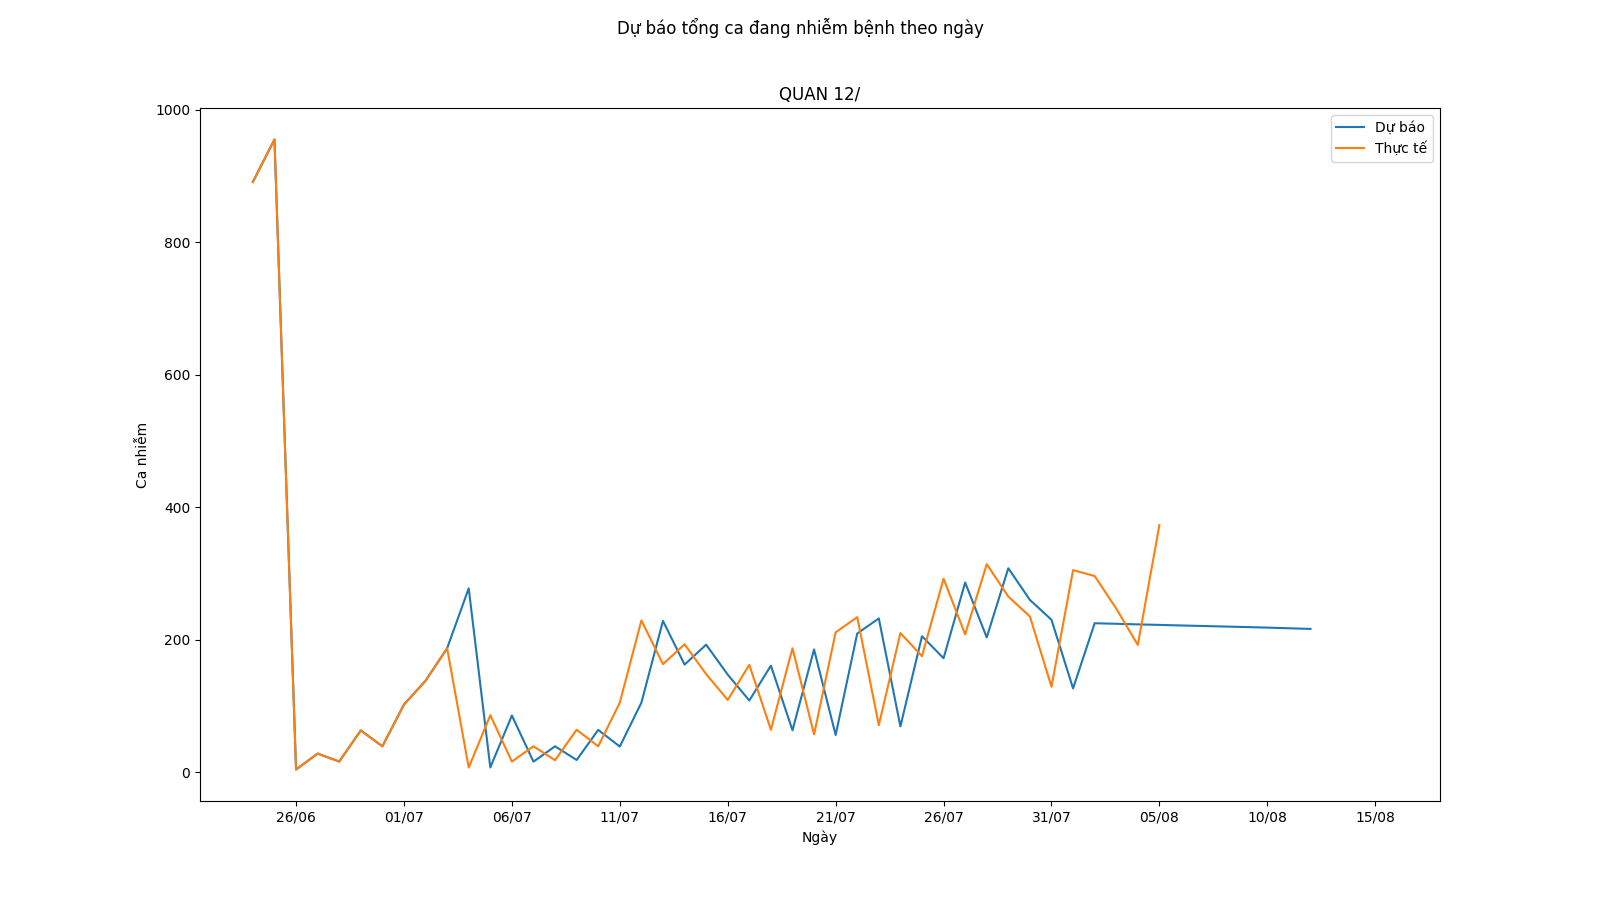 Dự báo tổng ca đang nhiễm bệnh theo ngày
QUAN 12/
Dự báo
Thực tế
Ca nhiễm
1000
800
600
400
200
0
26/06 01/07 06/07 11/07 16/07 21/07 26/07 31/07 05/08 10/08 15/08
Ngày